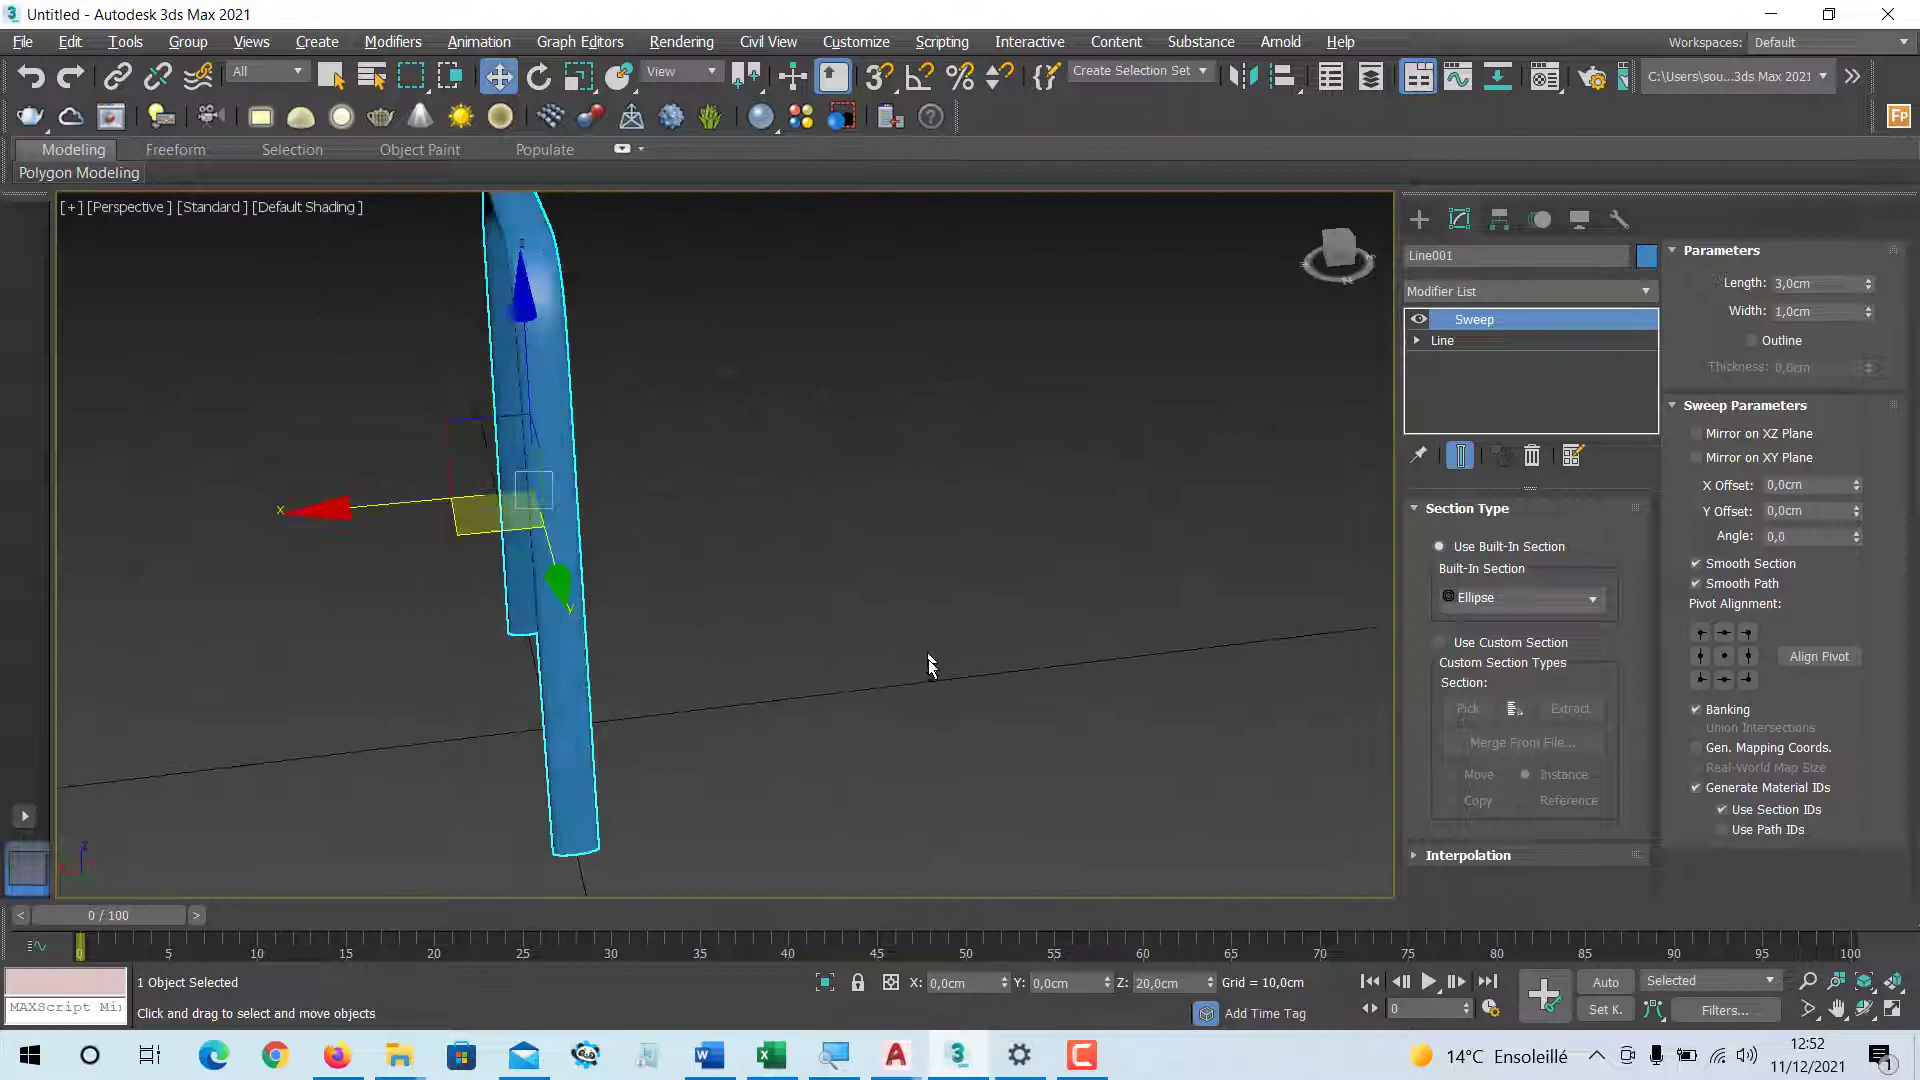 Untitled - Autodesk 3ds Max 2021
File Edit Tools Group Views Create Modifiers Animation Graph Editors Rendering Civil View Customize Scripting Interactive Content Substance Arnold Help
Workspaces: Default
All
View
Create Selection Set
C:\Users\sou...3ds Max 2021
Fp
Modeling Freeform Selection Object Paint Populate
Polygon Modeling
[+] [Perspective ] [Standard ] [Default Shading ]
x
y
z
Line001
Modifier List
Sweep
Line
Section Type
Use Built-In Section
Built-In Section
Ellipse
Use Custom Section
Custom Section Types
Section:
Pick Extract
Merge From File...
Move Instance
Copy Reference
Interpolation
Parameters
Length: 3,0cm
Width: 1,0cm
Outline
Thickness: 0,0cm
Sweep Parameters
Mirror on XZ Plane
Mirror on XY Plane
X Offset: 0,0cm
Y Offset: 0,0cm
Angle: 0,0
Smooth Section
Smooth Path
Pivot Alignment:
Align Pivot
Banking
Union Intersections
Gen. Mapping Coords.
Real-World Map Size
Generate Material IDs
Use Section IDs
Use Path IDs
< 0 / 100 >
0 5 10 15 20 25 30 35 40 45 50 55 60 65 70 75 80 85 90 95 100
1 Object Selected
X: 0,0cm Y: 0,0cm Z: 20,0cm Grid = 10,0cm
Auto Selected
MAXScript Mi
Click and drag to select and move objects
Add Time Tag
0
Set K. Filters...
14°C Ensoleillé
12:52
11/12/2021
1